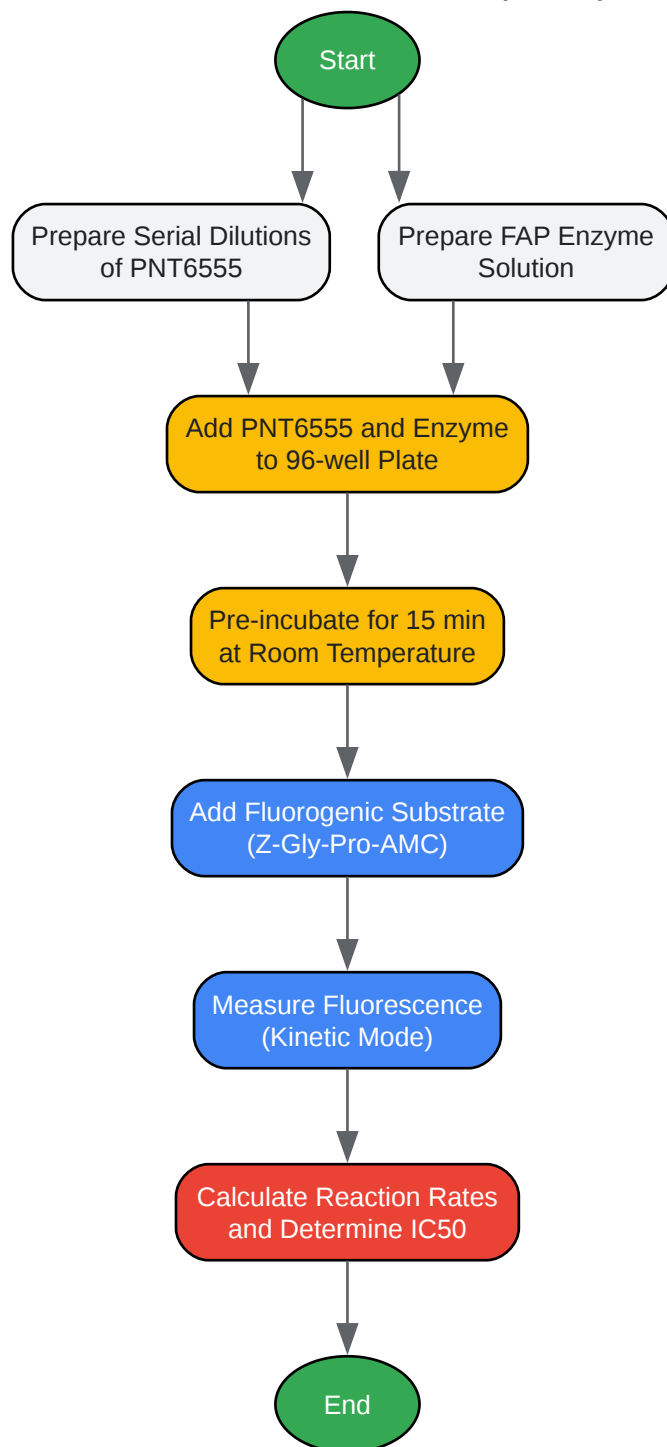 Start
Prepare Serial Dilutions
of PNT6555
Prepare FAP Enzyme
Solution
Add PNT6555 and Enzyme
to 96-well Plate
Pre-incubate for 15 min
at Room Temperature
Add Fluorogenic Substrate
(Z-Gly-Pro-AMC)
Measure Fluorescence
(Kinetic Mode)
Calculate Reaction Rates
and Determine IC50
End